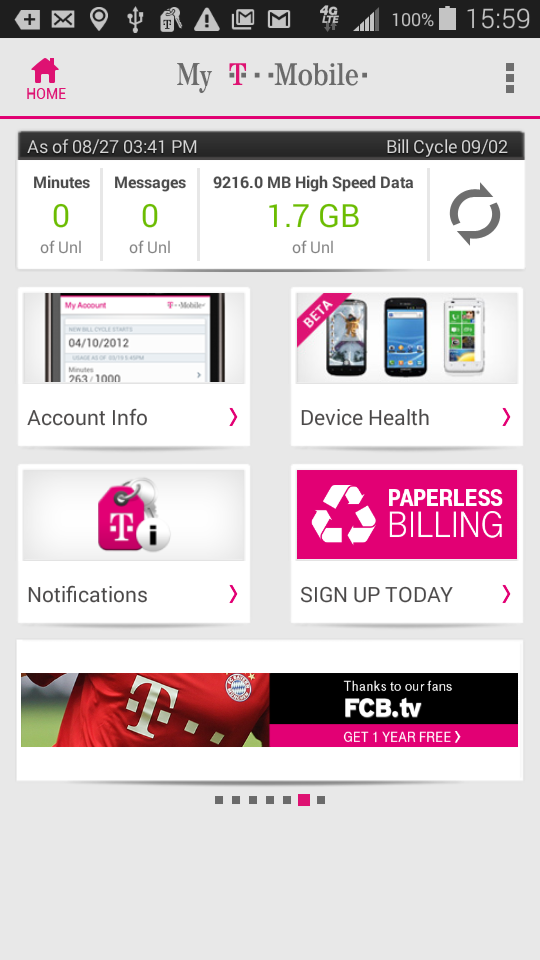 4G LTE 100% 15:59
HOME
My T··Mobile·
As of 08/27 03:41 PM Bill Cycle 09/02
Minutes Messages 9216.0 MB High Speed Data
0 0 1.7 GB
of Unl of Unl of Unl
My Account T··Mobile·
NEW BILL CYCLE STARTS
04/10/2012
USAGE AS OF
Minutes
263/1000
BETA
Account Info
Device Health
T i
PAPERLESS
BILLING
Notifications
SIGN UP TODAY
T
Thanks to our fans
FCB.tv
GET 1 YEAR FREE